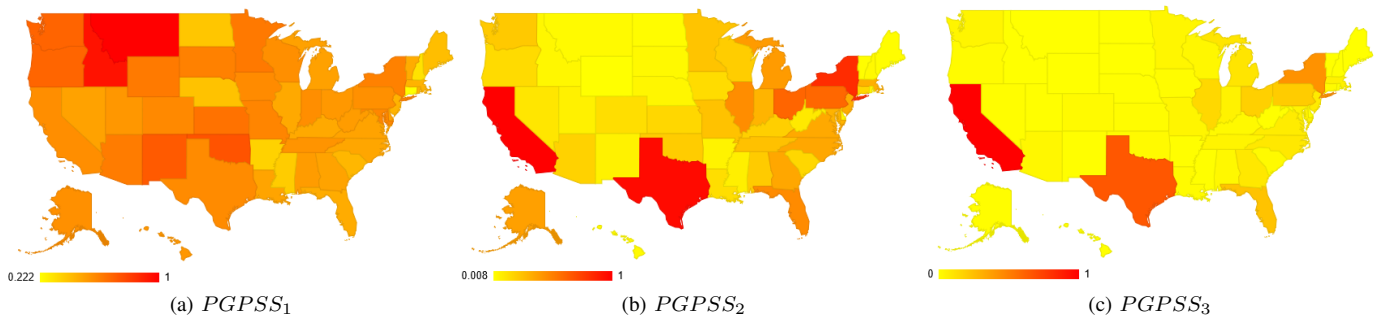 0.222 1
(a) PGPSS₁
0.008 1
(b) PGPSS₂
0 1
(c) PGPSS₃